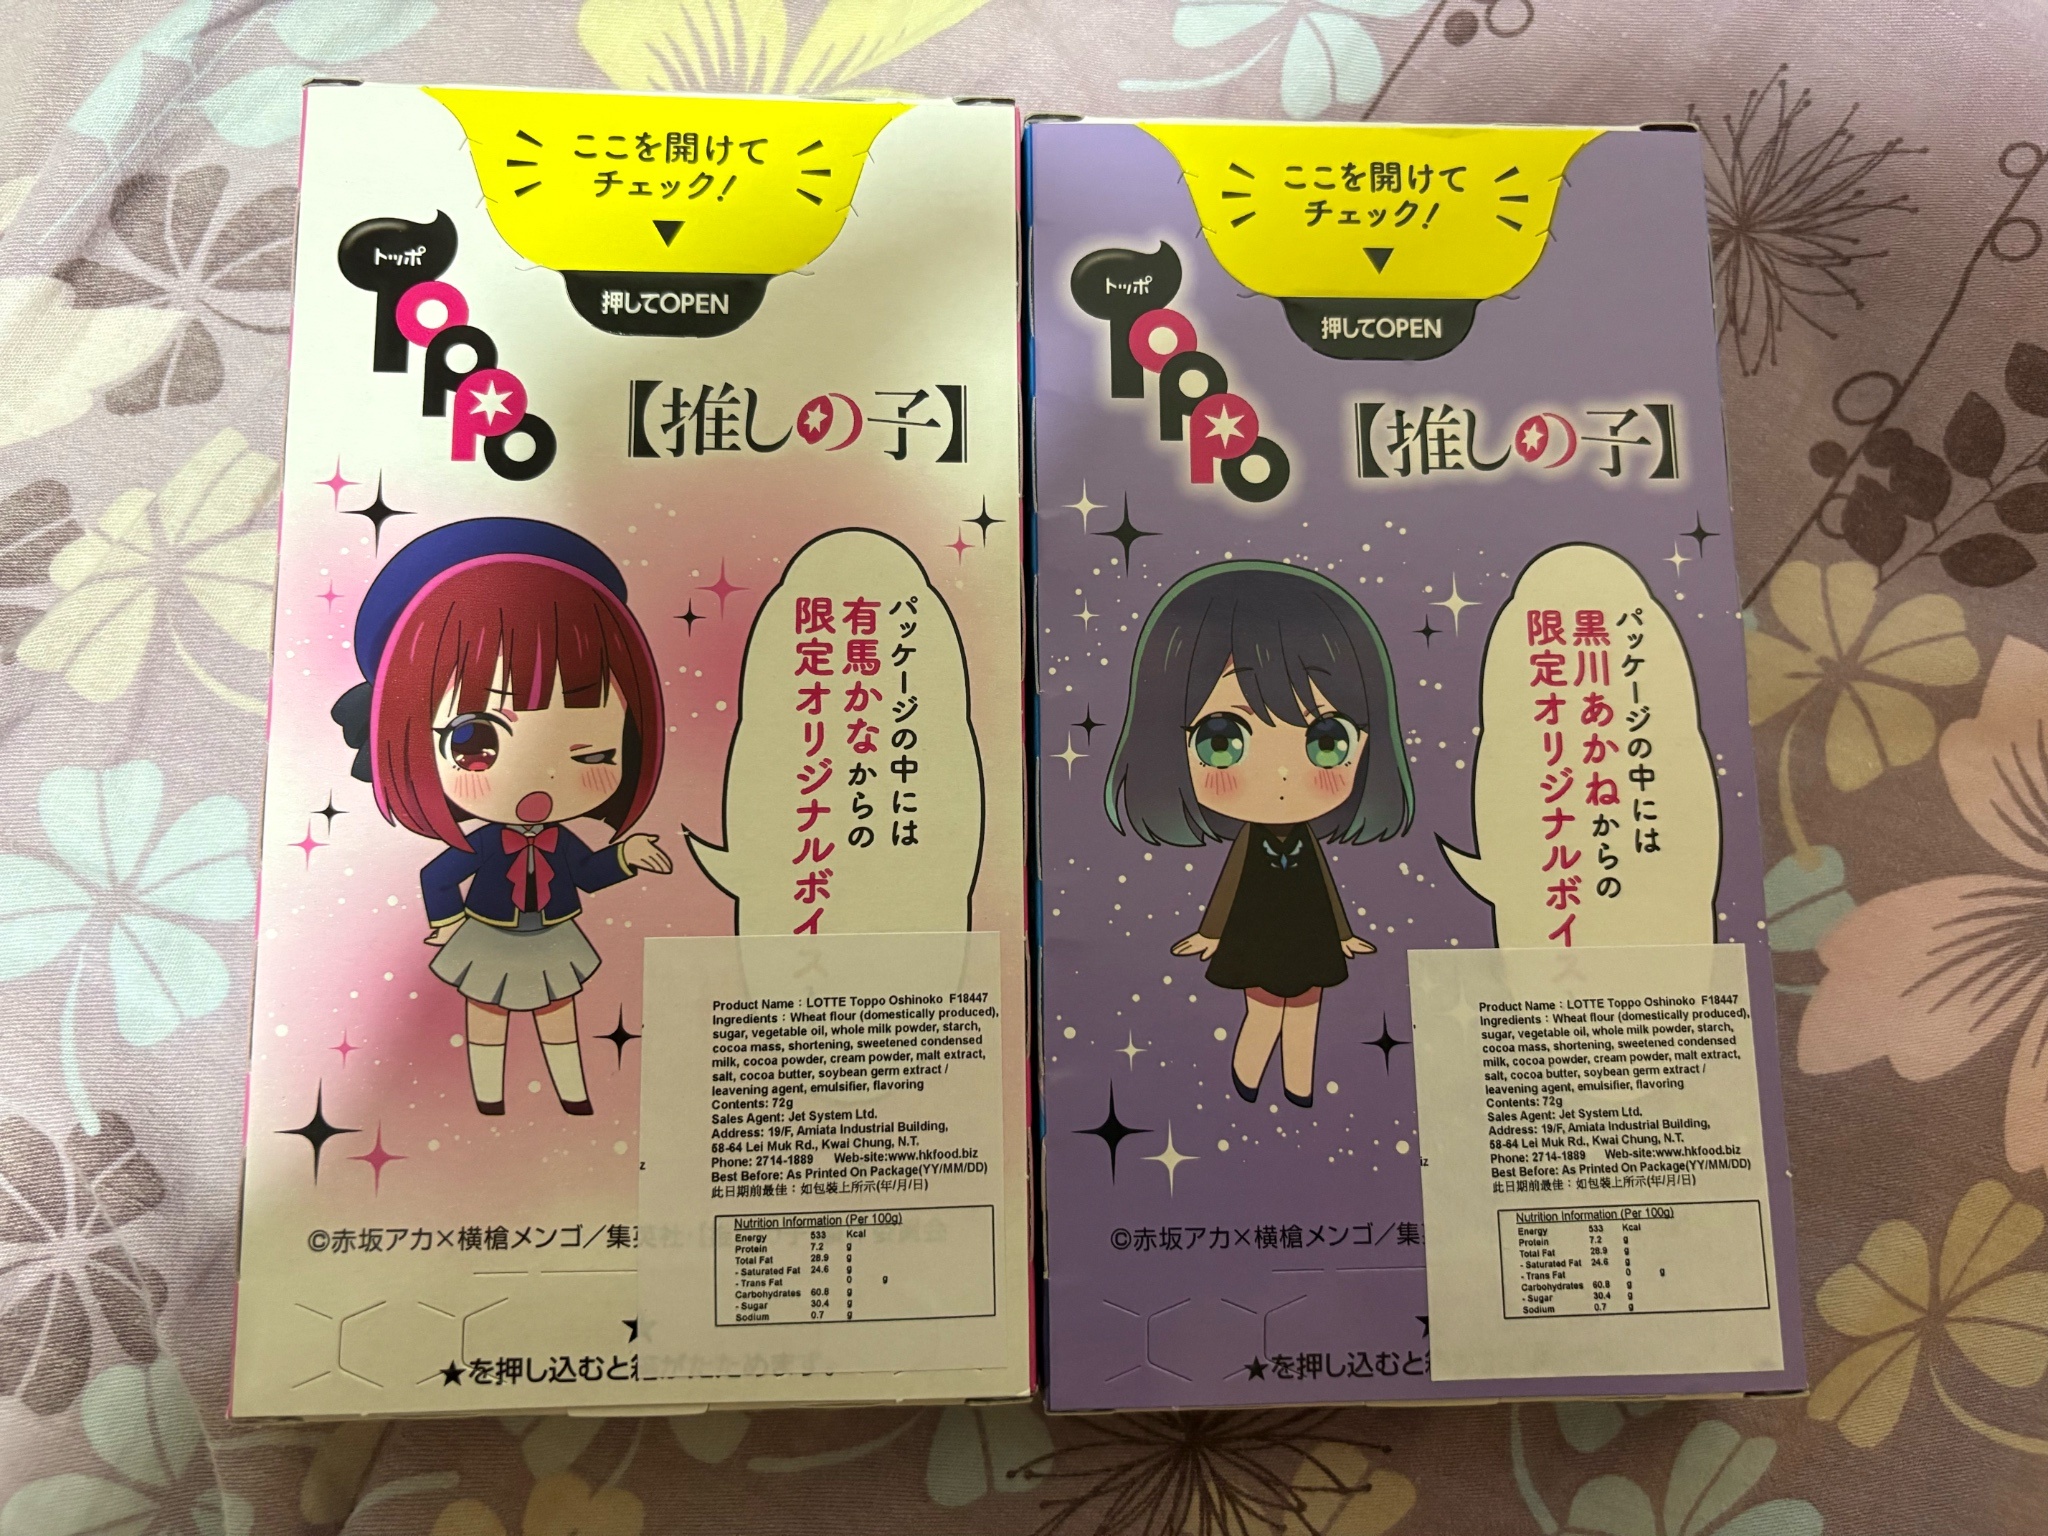 ここを開けて
チェック!
押してOPEN
トッポ
TOPPO
【推しの子】
パッケージの中には
有馬かなからの
限定オリジナルボイス
Product Name：LOTTE Toppo Oshinoko F18447
Ingredients：Wheat flour (domestically produced),
sugar, vegetable oil, whole milk powder, starch,
cocoa mass, shortening, sweetened condensed
milk, cocoa powder, cream powder, malt extract,
salt, cocoa butter, soybean germ extract /
leavening agent, emulsifier, flavoring
Contents: 72g
Sales Agent: Jet System Ltd.
Address: 19/F, Amiata Industrial Building,
58-64 Lei Muk Rd., Kwai Chung, N.T.
Phone: 2714-1889 Web-site:www.hkfood.biz
Best Before: As Printed On Package(YY/MM/DD)
此日期前最佳：如包裝上所示(年/月/日)
Nutrition Information (Per 100g)
Energy 533 Kcal
Protein 7.2 g
Total Fat 28.9 g
- Saturated Fat 24.6 g
- Trans Fat 0 g
Carbohydrates 60.8 g
- Sugar 30.4 g
Sodium 0.7 g
©赤坂アカ×横槍メンゴ／集英社・
★
★を押し込むと箱がたためます。
ここを開けて
チェック!
押してOPEN
トッポ
TOPPO
【推しの子】
パッケージの中には
黒川あかねからの
限定オリジナルボイス
Product Name：LOTTE Toppo Oshinoko F18447
Ingredients：Wheat flour (domestically produced),
sugar, vegetable oil, whole milk powder, starch,
cocoa mass, shortening, sweetened condensed
milk, cocoa powder, cream powder, malt extract,
salt, cocoa butter, soybean germ extract /
leavening agent, emulsifier, flavoring
Contents: 72g
Sales Agent: Jet System Ltd.
Address: 19/F, Amiata Industrial Building,
58-64 Lei Muk Rd., Kwai Chung, N.T.
Phone: 2714-1889 Web-site:www.hkfood.biz
Best Before: As Printed On Package(YY/MM/DD)
此日期前最佳：如包裝上所示(年/月/日)
Nutrition Information (Per 100g)
Energy 533 Kcal
Protein 7.2 g
Total Fat 28.9 g
- Saturated Fat 24.6 g
- Trans Fat 0 g
Carbohydrates 60.8 g
- Sugar 30.4 g
Sodium 0.7 g
©赤坂アカ×横槍メンゴ／集
★
★を押し込むと